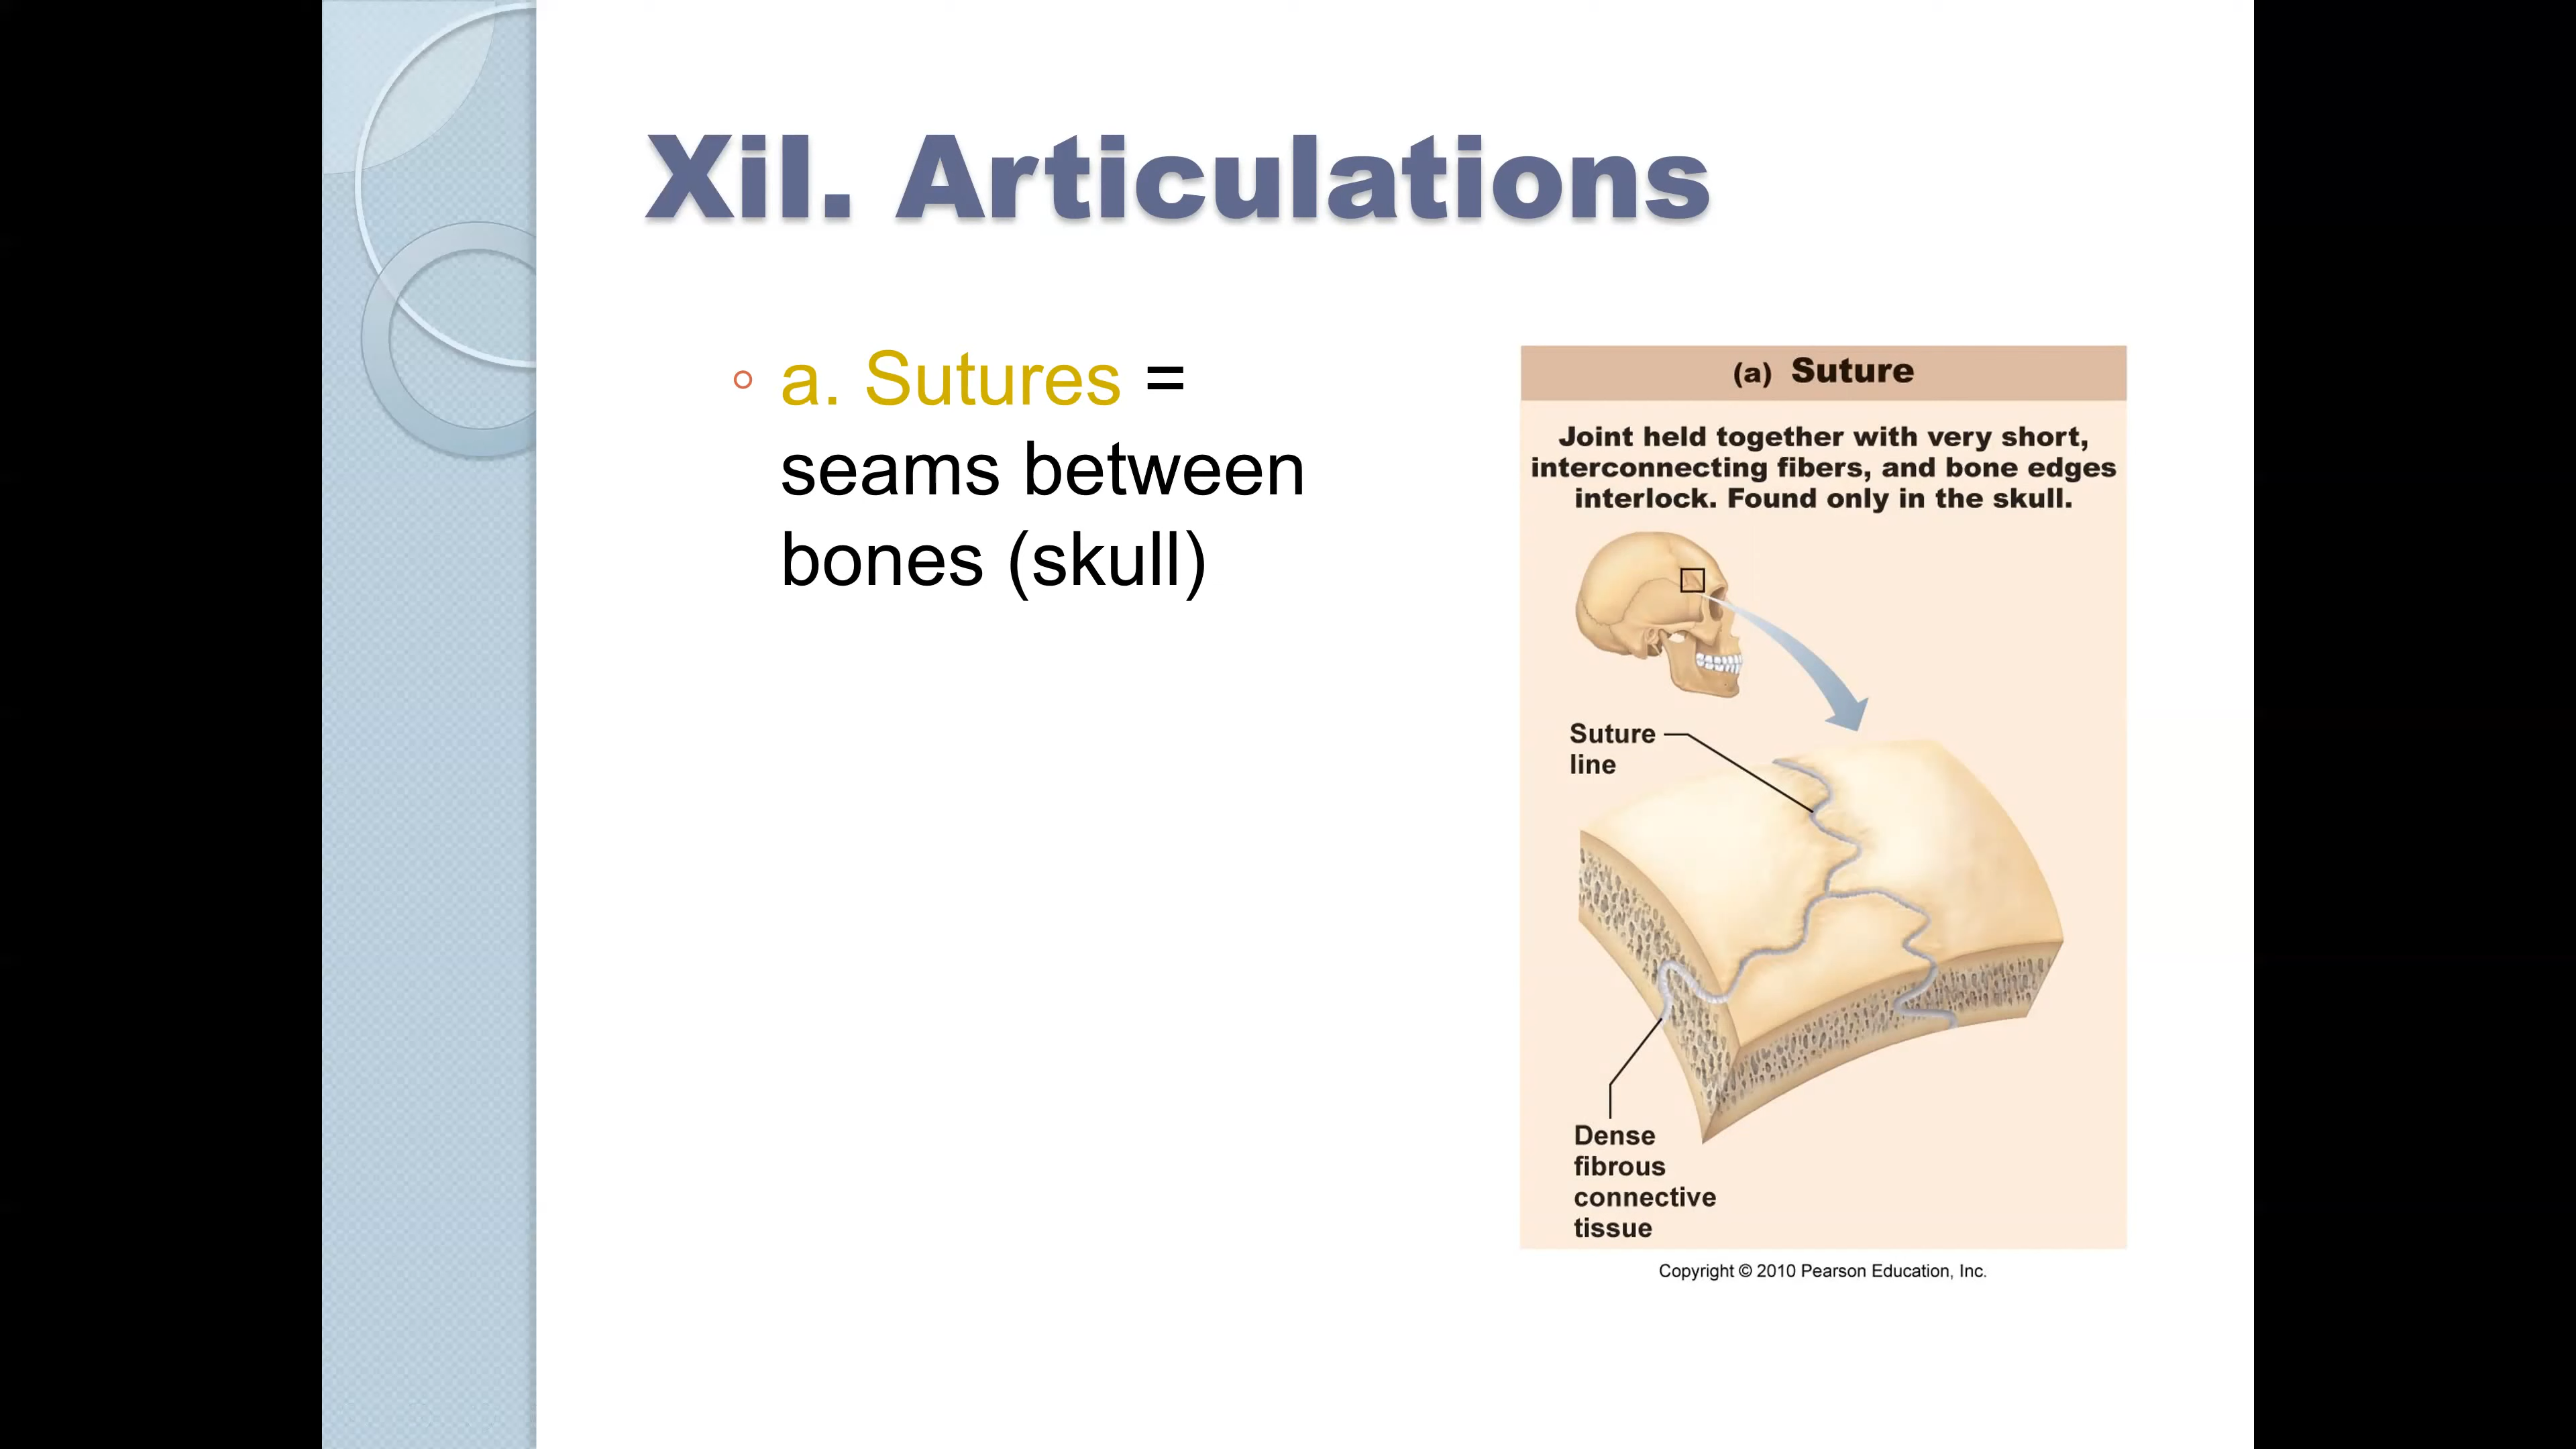 XiI. Articulations
a. Sutures =
seams between
bones (skull)
(a) Suture
Joint held together with very short,
interconnecting fibers, and bone edges
interlock. Found only in the skull.
Suture
line
Dense
fibrous
connective
tissue
Copyright © 2010 Pearson Education, Inc.